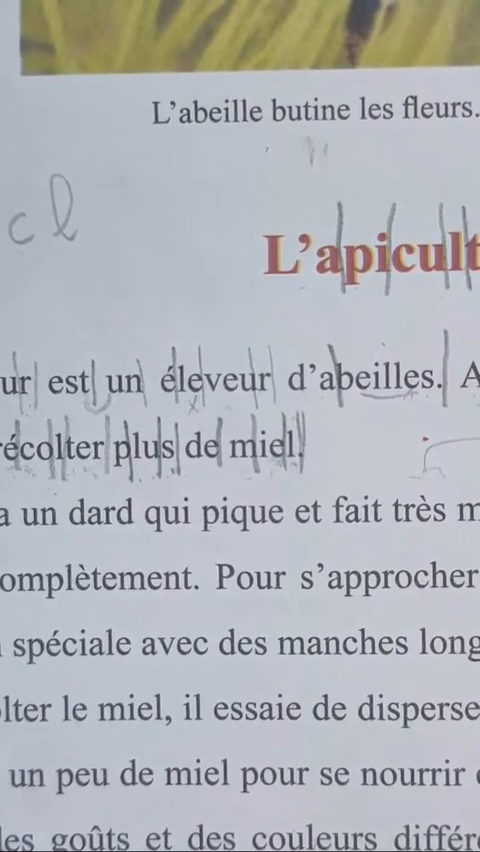 L'abeille butine les fleurs.
cl
L'apicult
ur est un éleveur d'abeilles. A
récolter plus de miel.
a un dard qui pique et fait très m
omplètement. Pour s'approcher
spéciale avec des manches long
lter le miel, il essaie de disperse
un peu de miel pour se nourrir
les goûts et des couleurs différe